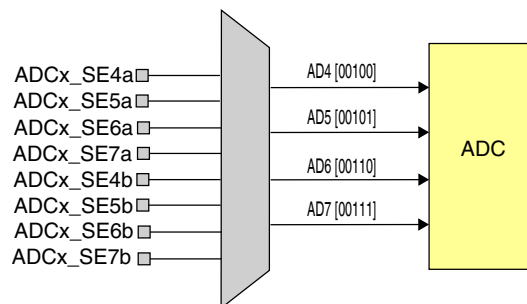 ADCx_SE4a
ADCx_SE5a
ADCx_SE6a
ADCx_SE7a
ADCx_SE4b
ADCx_SE5b
ADCx_SE6b
ADCx_SE7b
AD4 [00100]
AD5 [00101]
AD6 [00110]
AD7 [00111]
ADC